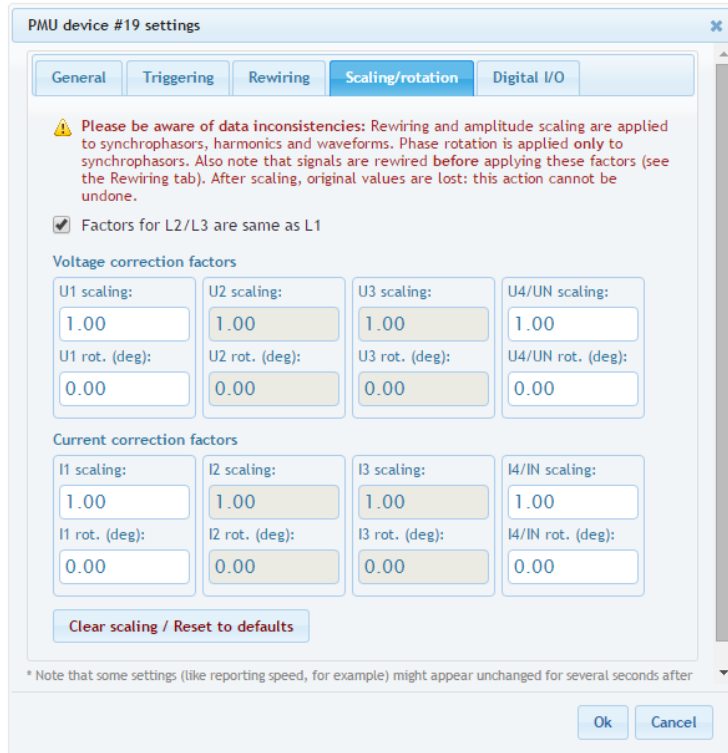 PMU device #19 settings
General Triggering Rewiring Scaling/rotation Digital I/O
Please be aware of data inconsistencies: Rewiring and amplitude scaling are applied
to synchrophasors, harmonics and waveforms. Phase rotation is applied only to
synchrophasors. Also note that signals are rewired before applying these factors (see
the Rewiring tab). After scaling, original values are lost: this action cannot be
undone.
Factors for L2/L3 are same as L1
Voltage correction factors
U1 scaling: U2 scaling: U3 scaling: U4/UN scaling:
1.00 1.00 1.00 1.00
U1 rot. (deg): U2 rot. (deg): U3 rot. (deg): U4/UN rot. (deg):
0.00 0.00 0.00 0.00
Current correction factors
I1 scaling: I2 scaling: I3 scaling: I4/IN scaling:
1.00 1.00 1.00 1.00
I1 rot. (deg): I2 rot. (deg): I3 rot. (deg): I4/IN rot. (deg):
0.00 0.00 0.00 0.00
Clear scaling / Reset to defaults
* Note that some settings (like reporting speed, for example) might appear unchanged for several seconds after
Ok Cancel